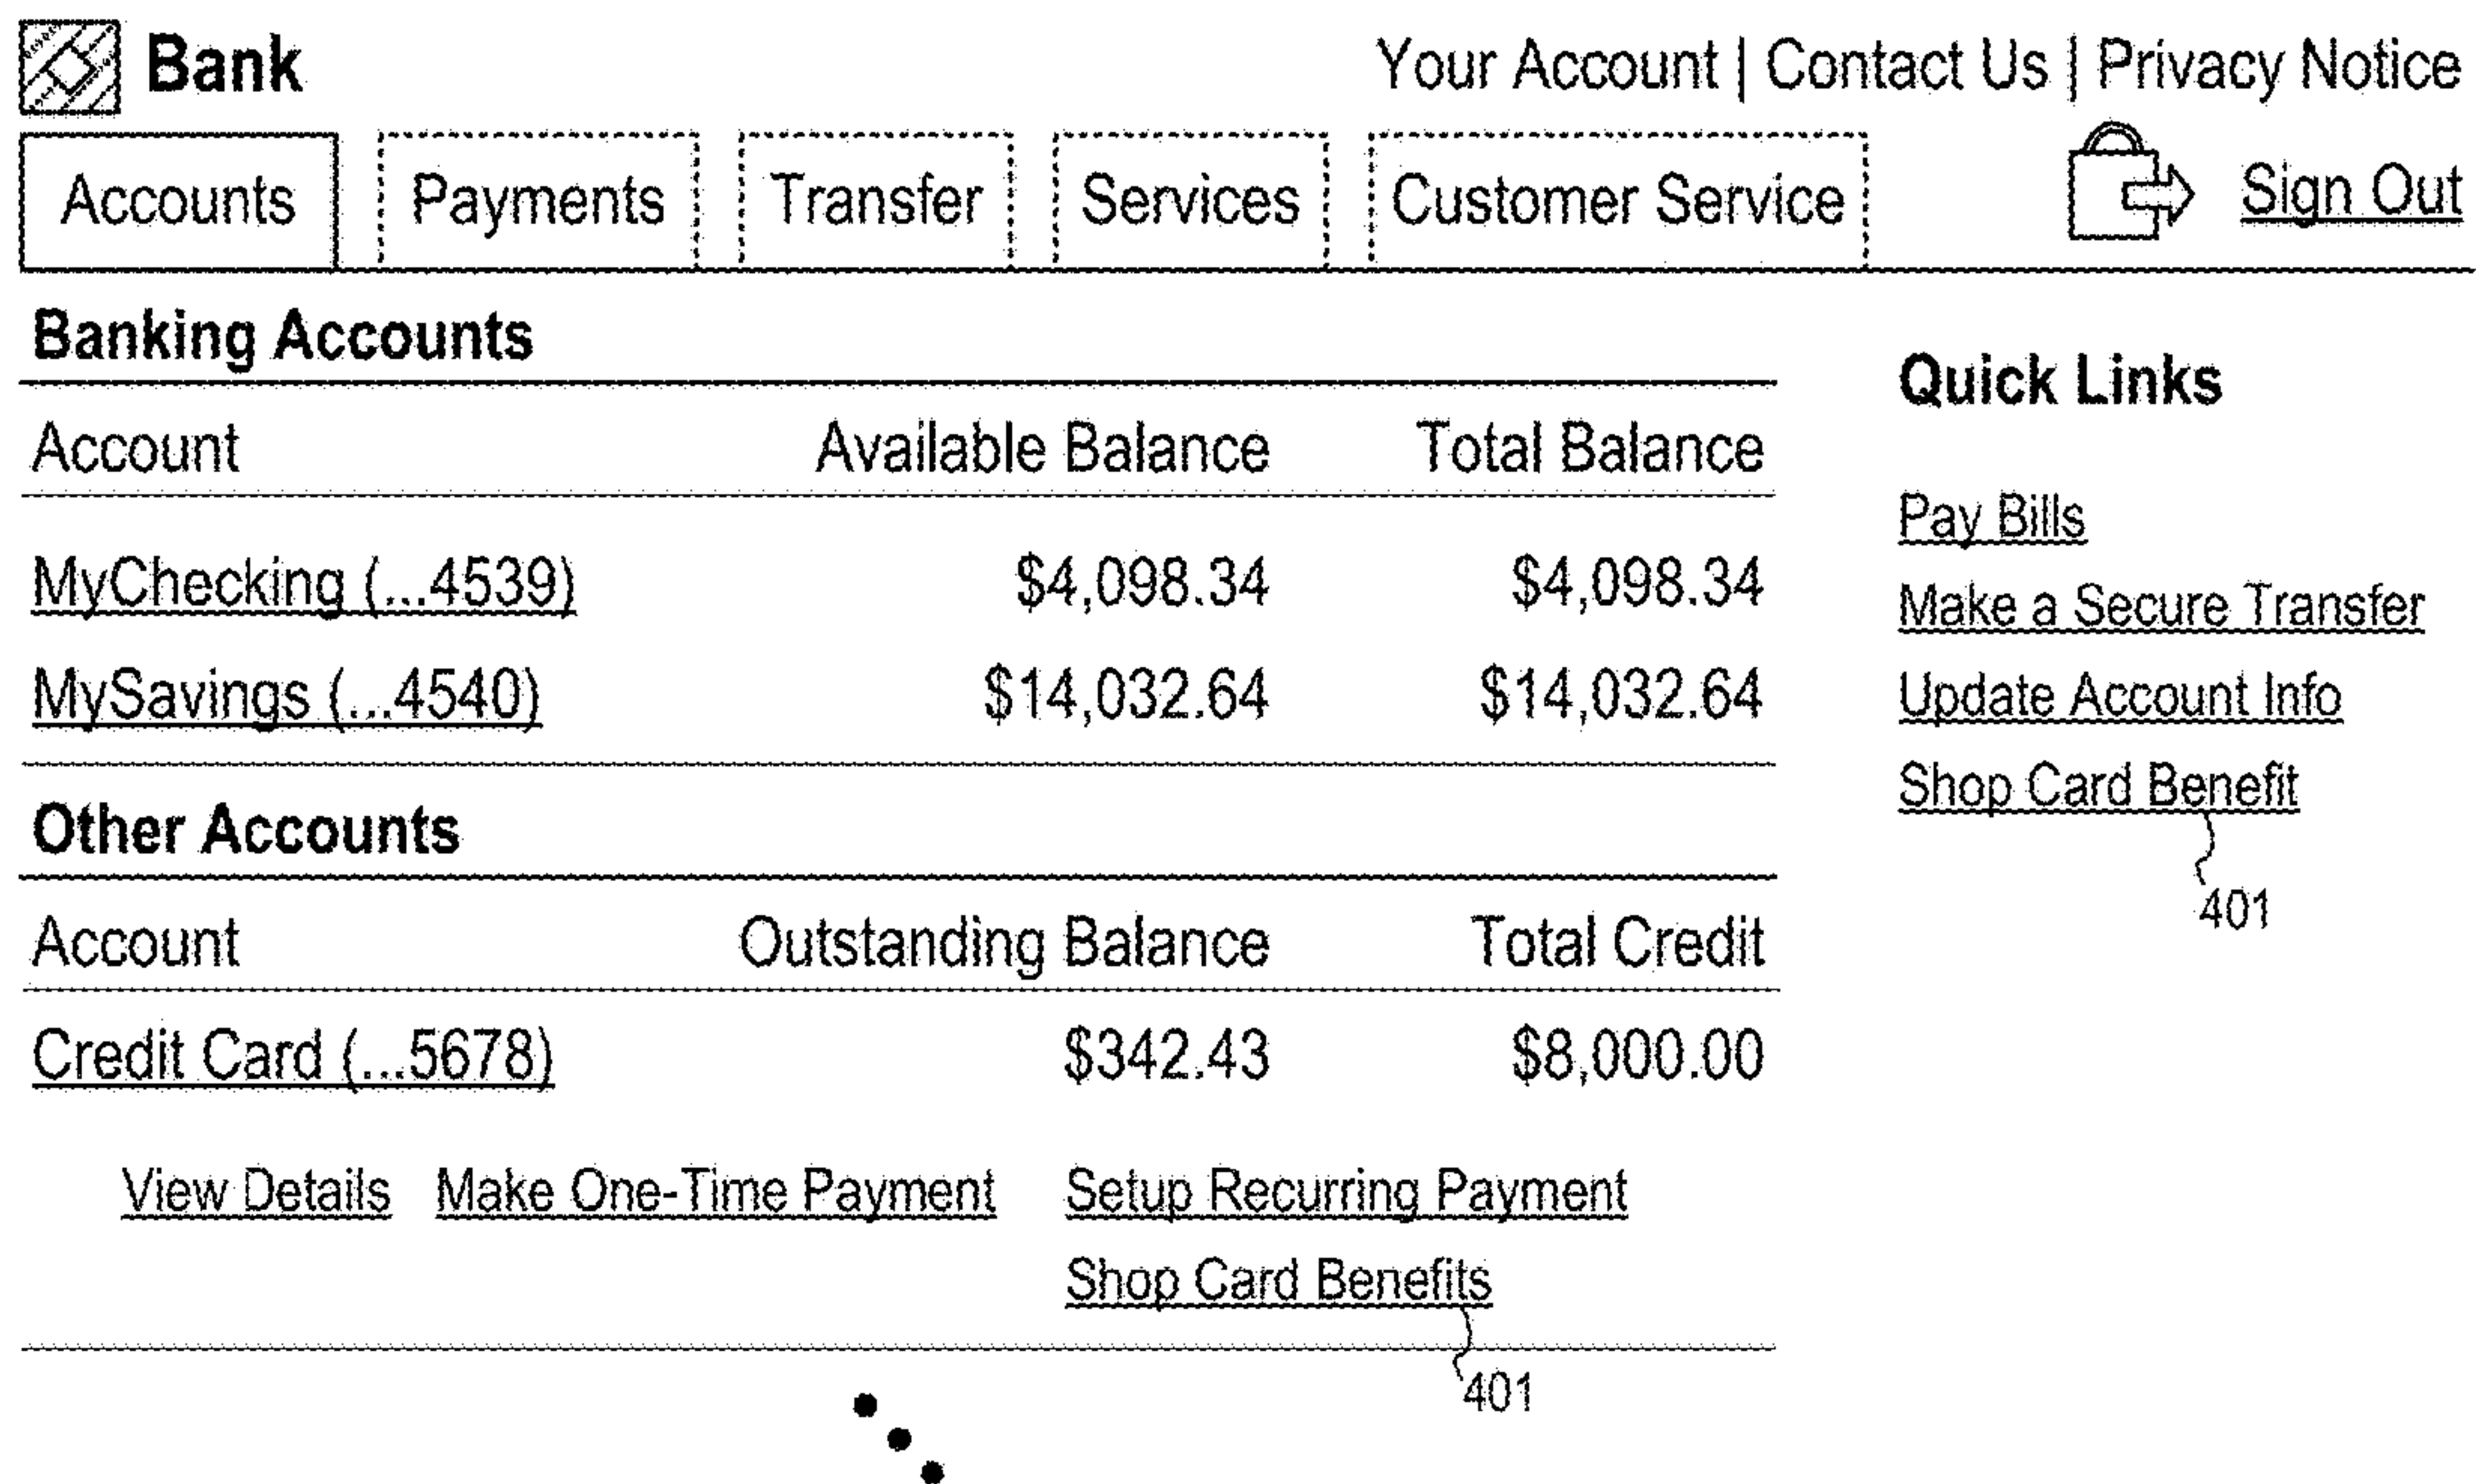 Bank
Your Account | Contact Us | Privacy Notice
Accounts Payments Transfer Services Customer Service Sign Out
Banking Accounts
Account Available Balance Total Balance
MyChecking (...4539) $4,098.34 $4,098.34
MySavings (...4540) $14,032.64 $14,032.64
Other Accounts
Account Outstanding Balance Total Credit
Credit Card (...5678) $342.43 $8,000.00
View Details Make One-Time Payment Setup Recurring Payment
Shop Card Benefits
401
Quick Links
Pay Bills
Make a Secure Transfer
Update Account Info
Shop Card Benefit
401